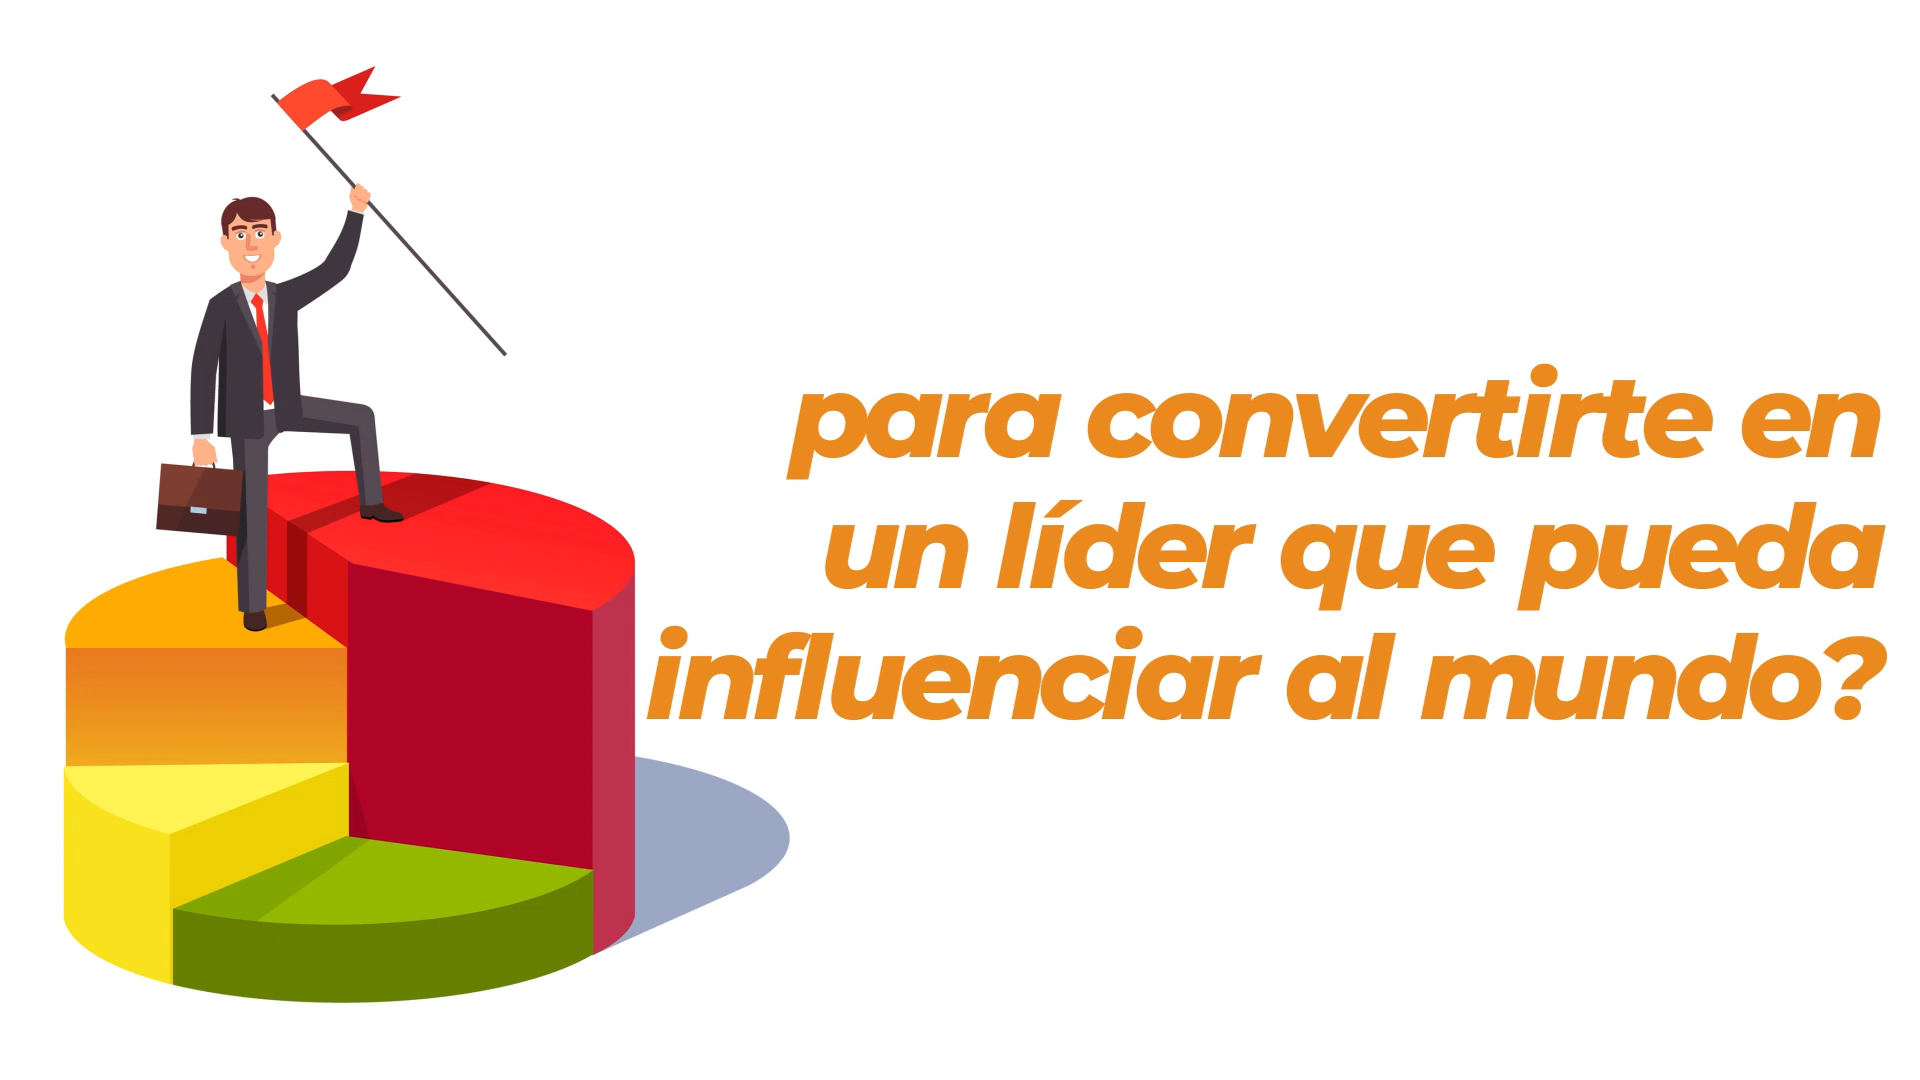 para convertirte en
un líder que pueda
influenciar al mundo?